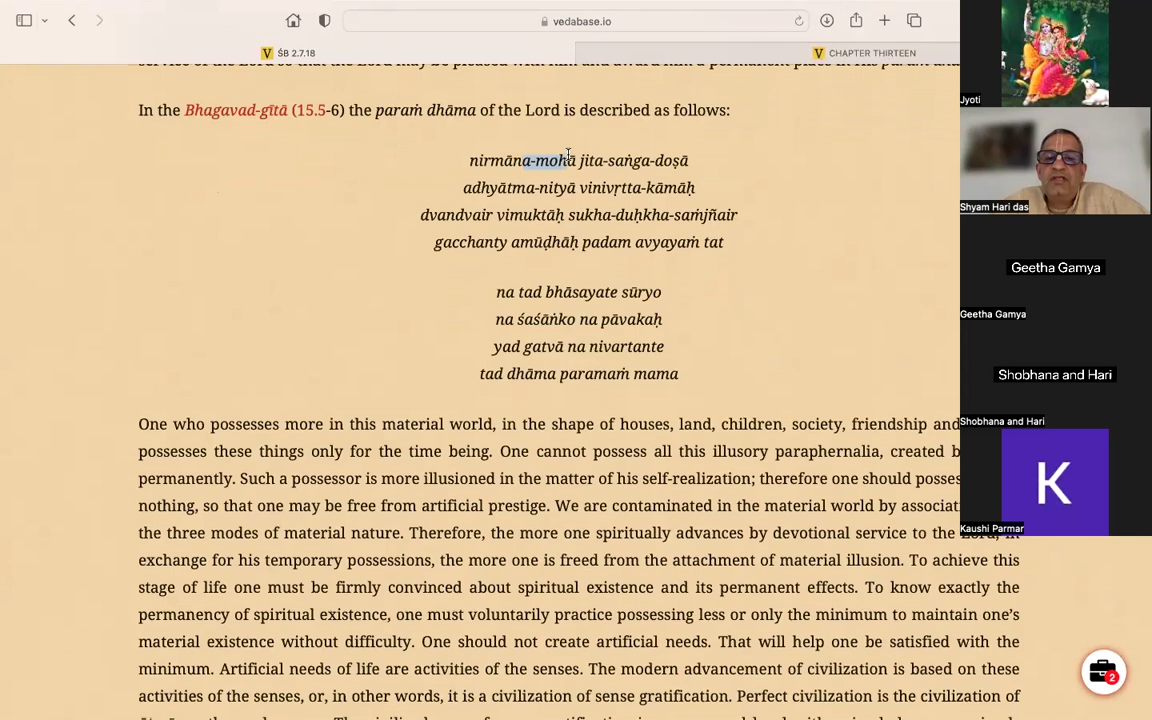 vedabase.io
V ŚB 2.7.18
V CHAPTER THIRTEEN
In the Bhagavad-gītā (15.5-6) the paraṁ dhāma of the Lord is described as follows:
nirmāna-mohā jita-saṅga-doṣā
adhyātma-nityā vinivṛtta-kāmāḥ
dvandvair vimuktāḥ sukha-duḥkha-saṁjñair
gacchanty amūḍhāḥ padam avyayaṁ tat
na tad bhāsayate sūryo
na śaśāṅko na pāvakaḥ
yad gatvā na nivartante
tad dhāma paramaṁ mama
One who possesses more in this material world, in the shape of houses, land, children, society, friendship and
possesses these things only for the time being. One cannot possess all this illusory paraphernalia, created b
permanently. Such a possessor is more illusioned in the matter of his self-realization; therefore one should posses
nothing, so that one may be free from artificial prestige. We are contaminated in the material world by associati
the three modes of material nature. Therefore, the more one spiritually advances by devotional service to the Lord, in
exchange for his temporary possessions, the more one is freed from the attachment of material illusion. To achieve this
stage of life one must be firmly convinced about spiritual existence and its permanent effects. To know exactly the
permanency of spiritual existence, one must voluntarily practice possessing less or only the minimum to maintain one’s
material existence without difficulty. One should not create artificial needs. That will help one be satisfied with the
minimum. Artificial needs of life are activities of the senses. The modern advancement of civilization is based on these
activities of the senses, or, in other words, it is a civilization of sense gratification. Perfect civilization is the civilization of
2
Jyoti
Shyam Hari das
Geetha Gamya
Geetha Gamya
Shobhana and Hari
Shobhana and Hari
K
Kaushi Parmar